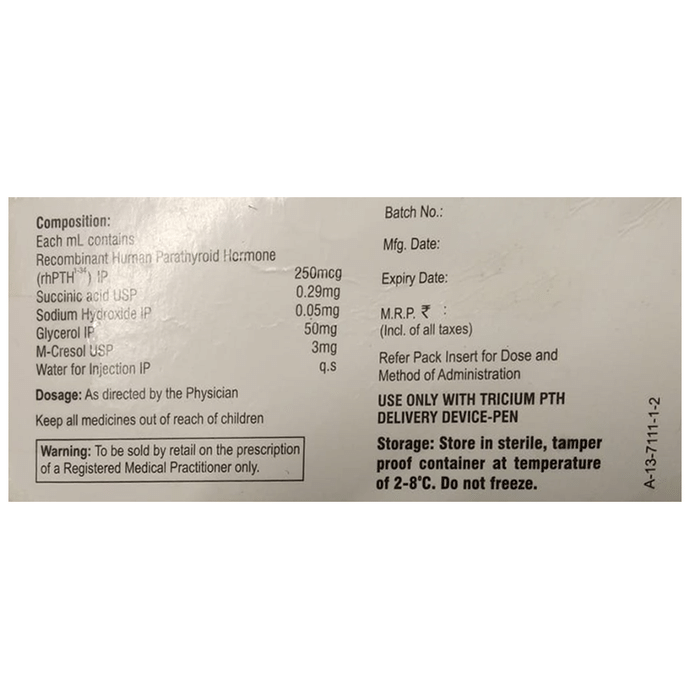 Composition:
Each mL contains
Recombinant Human Parathyroid Hormone
(rhPTH¹⁻³⁴) IP 250mcg
Succinic acid USP 0.29mg
Sodium Hydroxide IP 0.05mg
Glycerol IP 50mg
M-Cresol USP 3mg
Water for Injection IP q.s
Dosage: As directed by the Physician
Keep all medicines out of reach of children
Warning: To be sold by retail on the prescription
of a Registered Medical Practitioner only.
Batch No.:
Mfg. Date:
Expiry Date:
M.R.P. ₹ :
(Incl. of all taxes)
Refer Pack Insert for Dose and
Method of Administration
USE ONLY WITH TRICIUM PTH
DELIVERY DEVICE-PEN
Storage: Store in sterile, tamper
proof container at temperature
of 2-8°C. Do not freeze.
A-13-7111-1-2